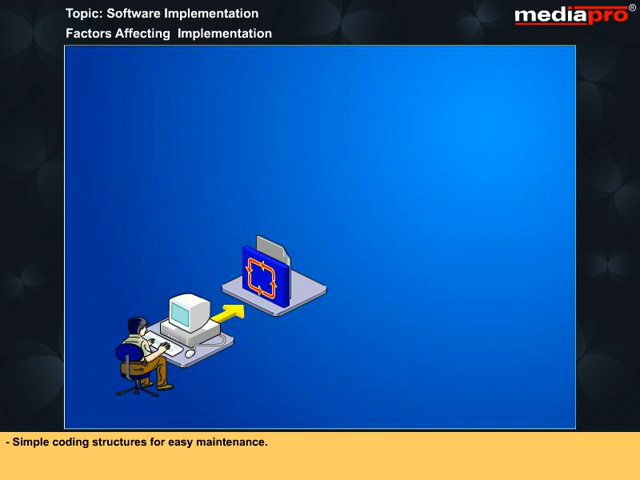 Topic: Software Implementation
Factors Affecting  Implementation
mediapro®
- Simple coding structures for easy maintenance.